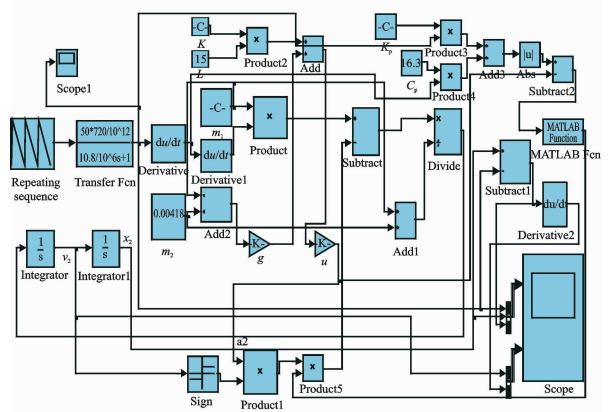 -C-
K
15
L
×
Product2
Add
-C-
Kp
16.3
Cp
×
Product3
×
Product4
Add3
|u|
Abs
Subtract2
Scope1
Repeating sequence
50*720/10^12
10.8/10^6s+1
Transfer Fcn
du/dt
Derivative
du/dt
Derivative1
-C-
m1
×
Product
Subtract
×
÷
Divide
MATLAB Function
MATLAB Fcn
Subtract1
du/dt
Derivative2
0.00418
m2
Add2
-K-
g
-K-
u
Add1
1
s
Integrator
v2
1
s
Integrator1
x2
Sign
a2
×
Product1
×
Product5
Scope